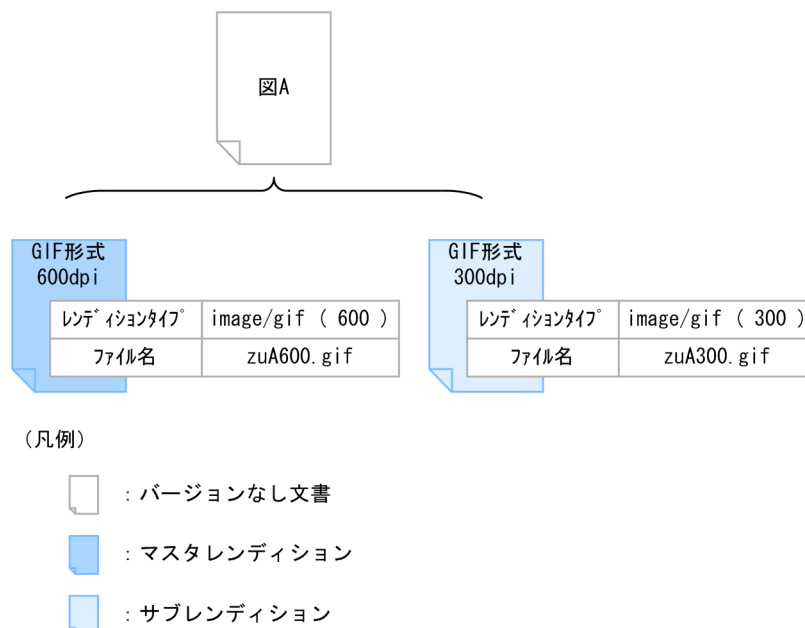 図A
GIF形式
600dpi
レンディションタイプ image/gif ( 600 )
ファイル名 zuA600.gif
GIF形式
300dpi
レンディションタイプ image/gif ( 300 )
ファイル名 zuA300.gif
（凡例）
：バージョンなし文書
：マスタレンディション
：サブレンディション